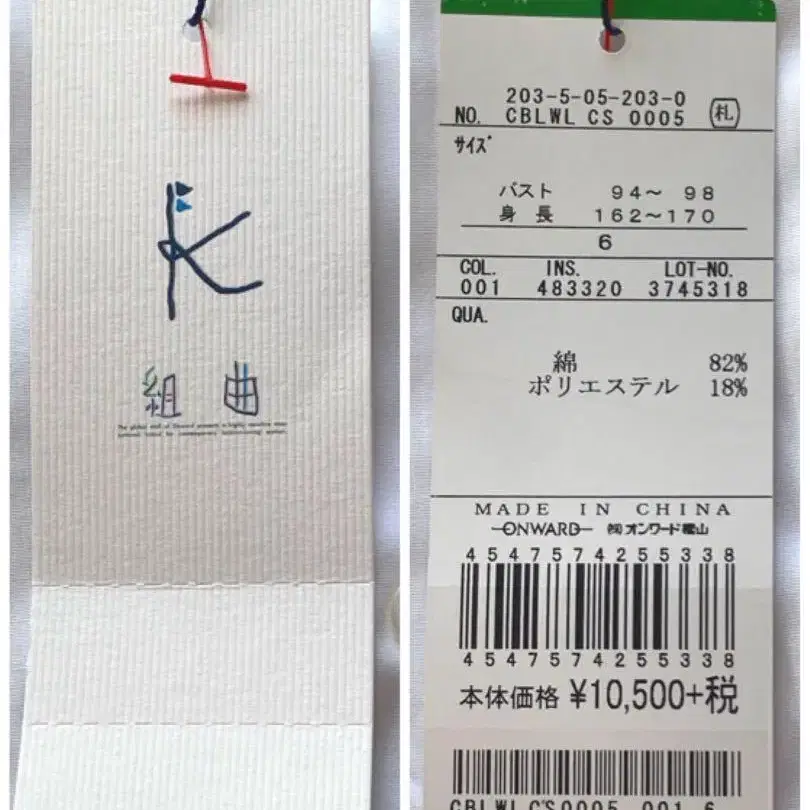 K
組曲
203-5-05-203-0
NO. CBLWL CS 0005 札
サイズ
バスト 94〜 98
身 長 162〜170
6
COL. INS. LOT-NO.
001 483320 3745318
QUA.
綿 82%
ポリエステル 18%
MADE IN CHINA
ONWARD ㈱オンワード樫山
4547574255338
4547574255338
本体価格 ¥10,500+税
CBLWLCS0005 001 6